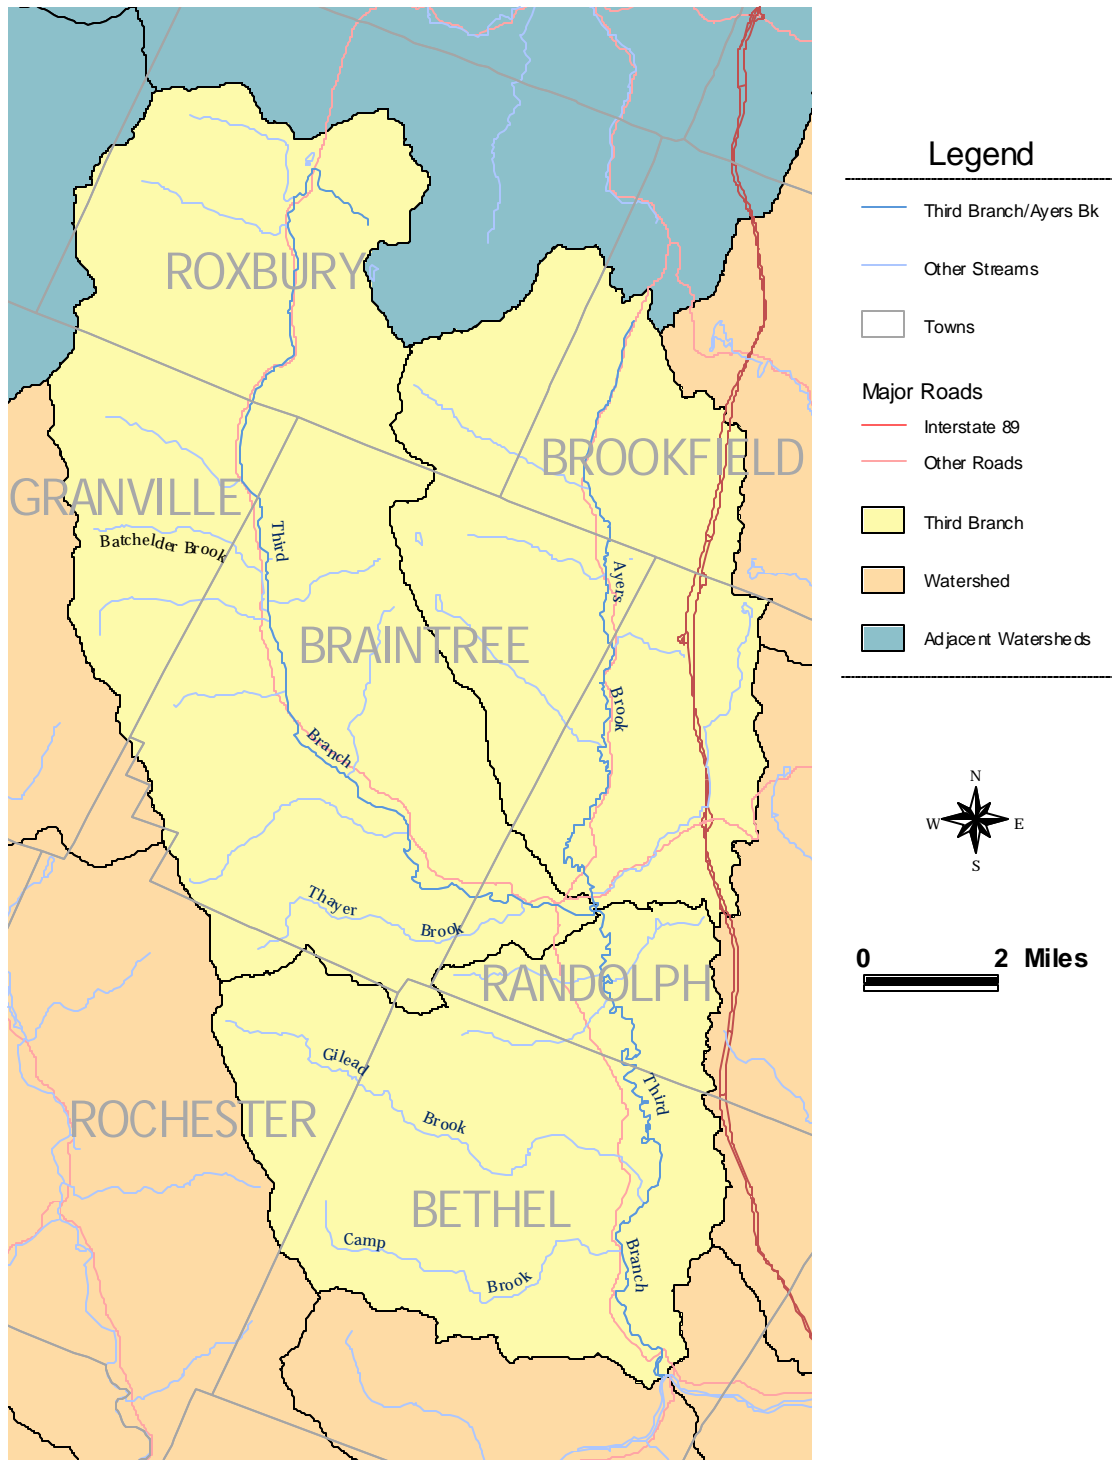 ROXBURY
BROOKFIELD
GRANVILLE
Third
Batchelder Brook
Ayers
BRAINTREE
Brook
Branch
Thayer
Brook
RANDOLPH
Gilead
Third
ROCHESTER
Brook
BETHEL
Camp
Branch
Brook
Legend
Third Branch/Ayers Bk
Other Streams
Towns
Major Roads
Interstate 89
Other Roads
Third Branch
Watershed
Adjacent Watersheds
N
W E
S
0 2 Miles